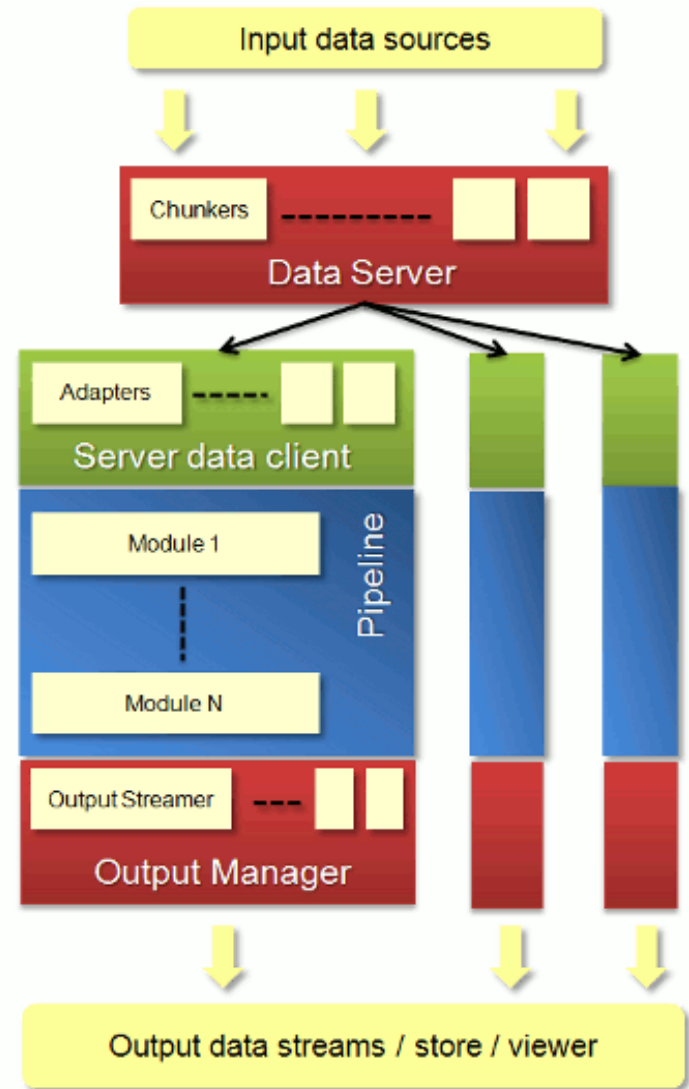 Input data sources
Chunkers
Data Server
Adapters
Server data client
Module 1
Pipeline
Module N
Output Streamer
Output Manager
Output data streams / store / viewer